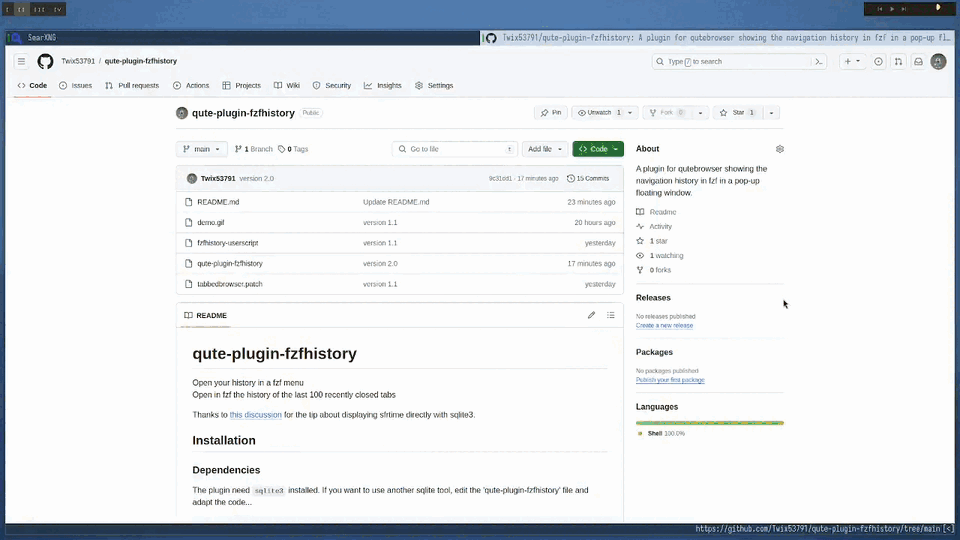 SearXNG
Twix53791/qute-plugin-fzfhistory: A plugin for qutebrowser showing the navigation history in fzf in a pop-up fl…
Twix53791 / qute-plugin-fzfhistory
Type / to search
Code Issues Pull requests Actions Projects Wiki Security Insights Settings
qute-plugin-fzfhistory Public
Pin Unwatch 1 Fork 0 Star 1
main 1 Branch 0 Tags Go to file t Add file Code
About
A plugin for qutebrowser showing the
navigation history in fzf in a pop-up
floating window.
Readme
Activity
1 star
1 watching
0 forks
Twix53791 version 2.0 9c31dd1 · 17 minutes ago 15 Commits
README.md Update README.md 23 minutes ago
demo.gif version 1.1 20 hours ago
fzfhistory-userscript version 1.1 yesterday
qute-plugin-fzfhistory version 2.0 17 minutes ago
tabbedbrowser.patch version 1.1 yesterday
Releases
No releases published
Create a new release
Packages
No packages published
Publish your first package
Languages
Shell 100.0%
README
qute-plugin-fzfhistory
Open your history in a fzf menu
Open in fzf the history of the last 100 recently closed tabs
Thanks to this discussion for the tip about displaying sfrtime directly with sqlite3.
Installation
Dependencies
The plugin need sqlite3 installed. If you want to use another sqlite tool, edit the 'qute-plugin-fzfhistory' file and
adapt the code...
https://github.com/Twix53791/qute-plugin-fzfhistory/tree/main [<]